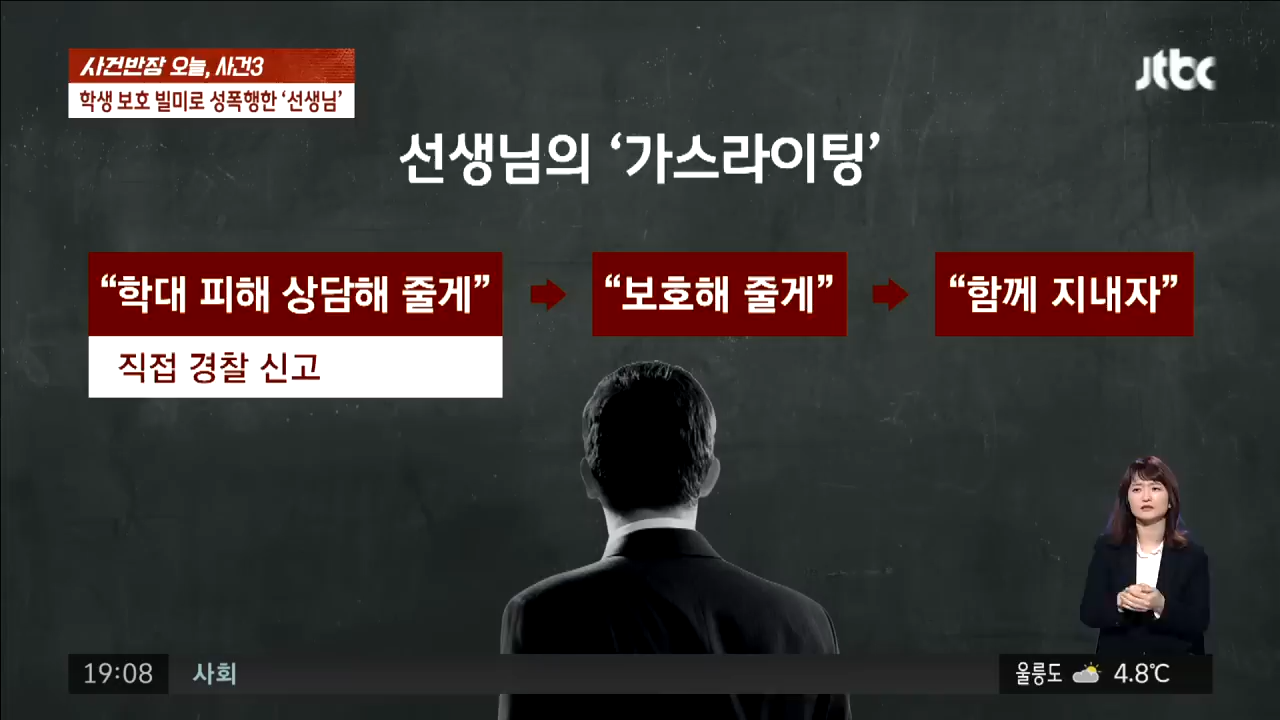 사건반장 오늘, 사건3
jtbc
학생 보호 빌미로 성폭행한 ‘선생님’
선생님의 ‘가스라이팅’
“학대 피해 상담해 줄게”
“보호해 줄게”
“함께 지내자”
직접 경찰 신고
19:08 사회
울릉도 4.8℃